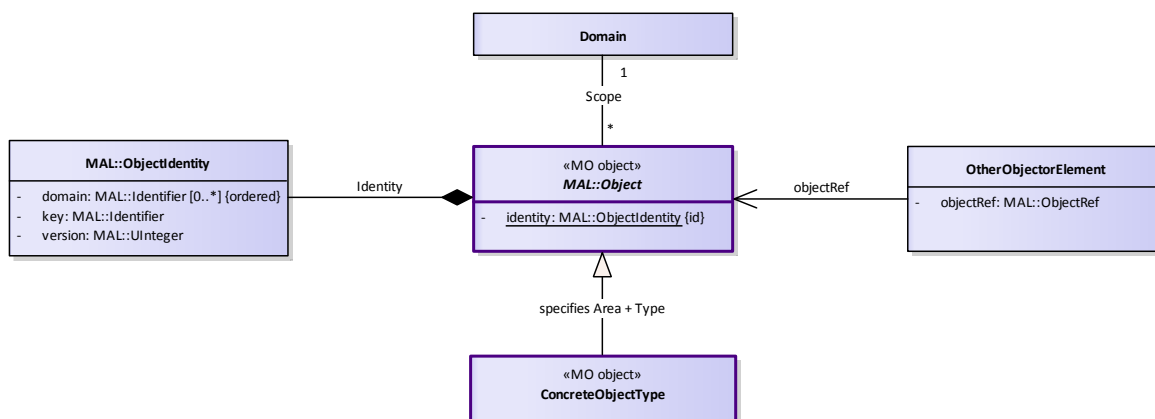 Domain
1
Scope
*
MAL::ObjectIdentity
- domain: MAL::Identifier [0..*] {ordered}
- key: MAL::Identifier
- version: MAL::UInteger
Identity
«MO object»
MAL::Object
- identity: MAL::ObjectIdentity {id}
objectRef
OtherObjectorElement
- objectRef: MAL::ObjectRef
specifies Area + Type
«MO object»
ConcreteObjectType